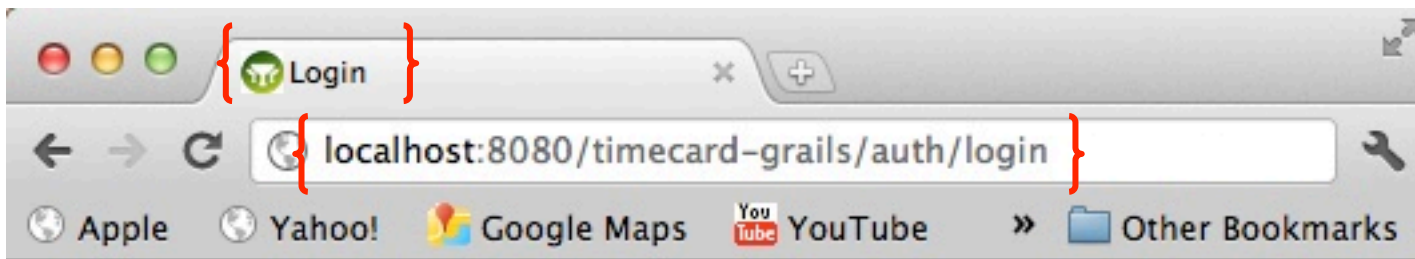 Login
localhost:8080/timecard-grails/auth/login
Apple Yahoo! Google Maps You Tube YouTube » Other Bookmarks